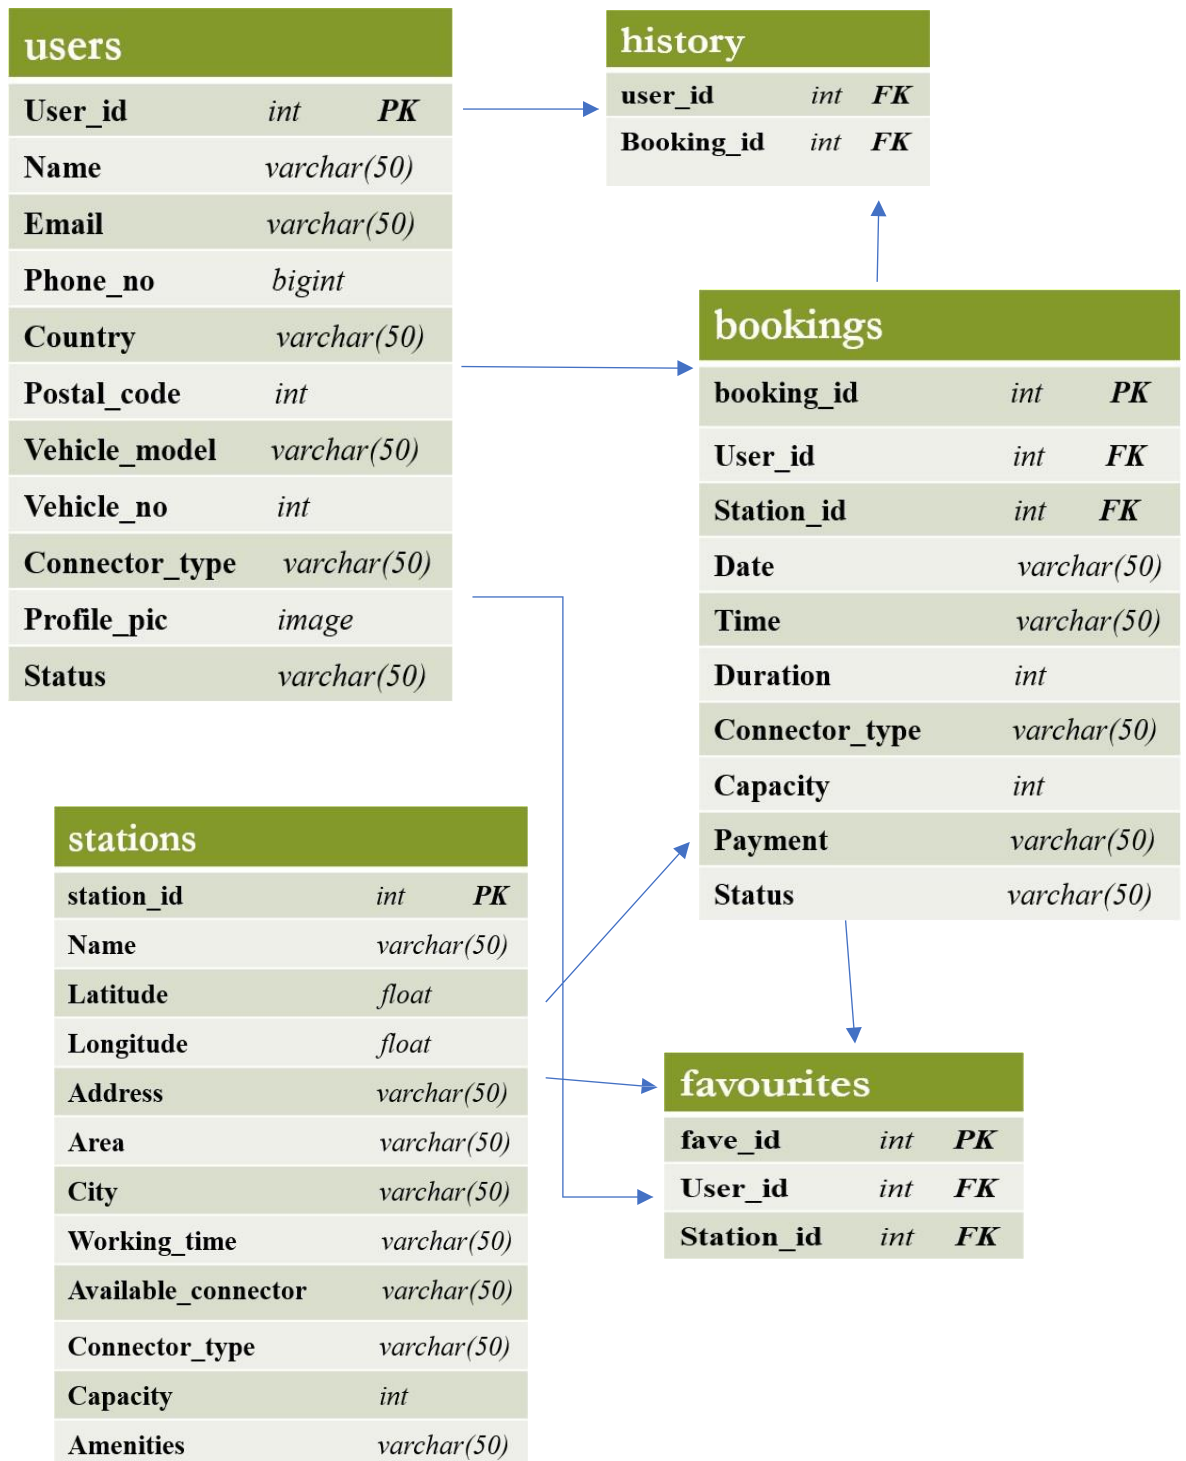 users
User_id int PK
Name varchar(50)
Email varchar(50)
Phone_no bigint
Country varchar(50)
Postal_code int
Vehicle_model varchar(50)
Vehicle_no int
Connector_type varchar(50)
Profile_pic image
Status varchar(50)
history
user_id int FK
Booking_id int FK
bookings
booking_id int PK
User_id int FK
Station_id int FK
Date varchar(50)
Time varchar(50)
Duration int
Connector_type varchar(50)
Capacity int
Payment varchar(50)
Status varchar(50)
stations
station_id int PK
Name varchar(50)
Latitude float
Longitude float
Address varchar(50)
Area varchar(50)
City varchar(50)
Working_time varchar(50)
Available_connector varchar(50)
Connector_type varchar(50)
Capacity int
Amenities varchar(50)
favourites
fave_id int PK
User_id int FK
Station_id int FK